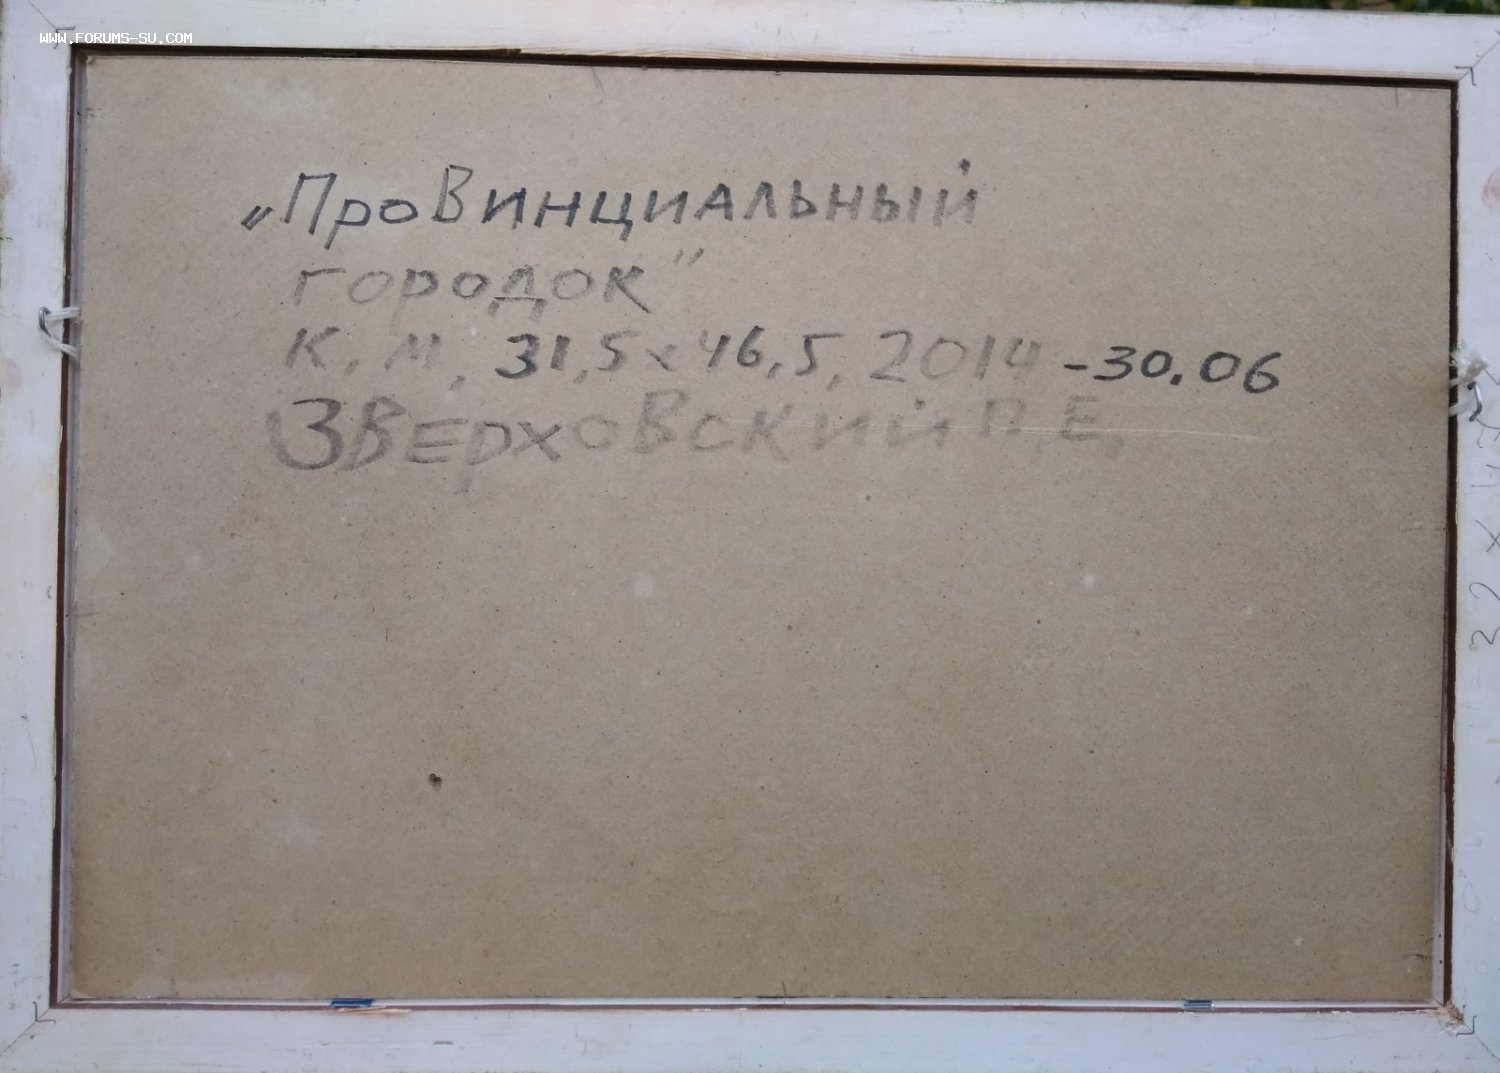 WWW.FORUMS-SU.COM
„ПроВинциальный
городок"
К, М, 31,5 х 46,5, 2014 -30.06
ЗВерхоВский П.Е.